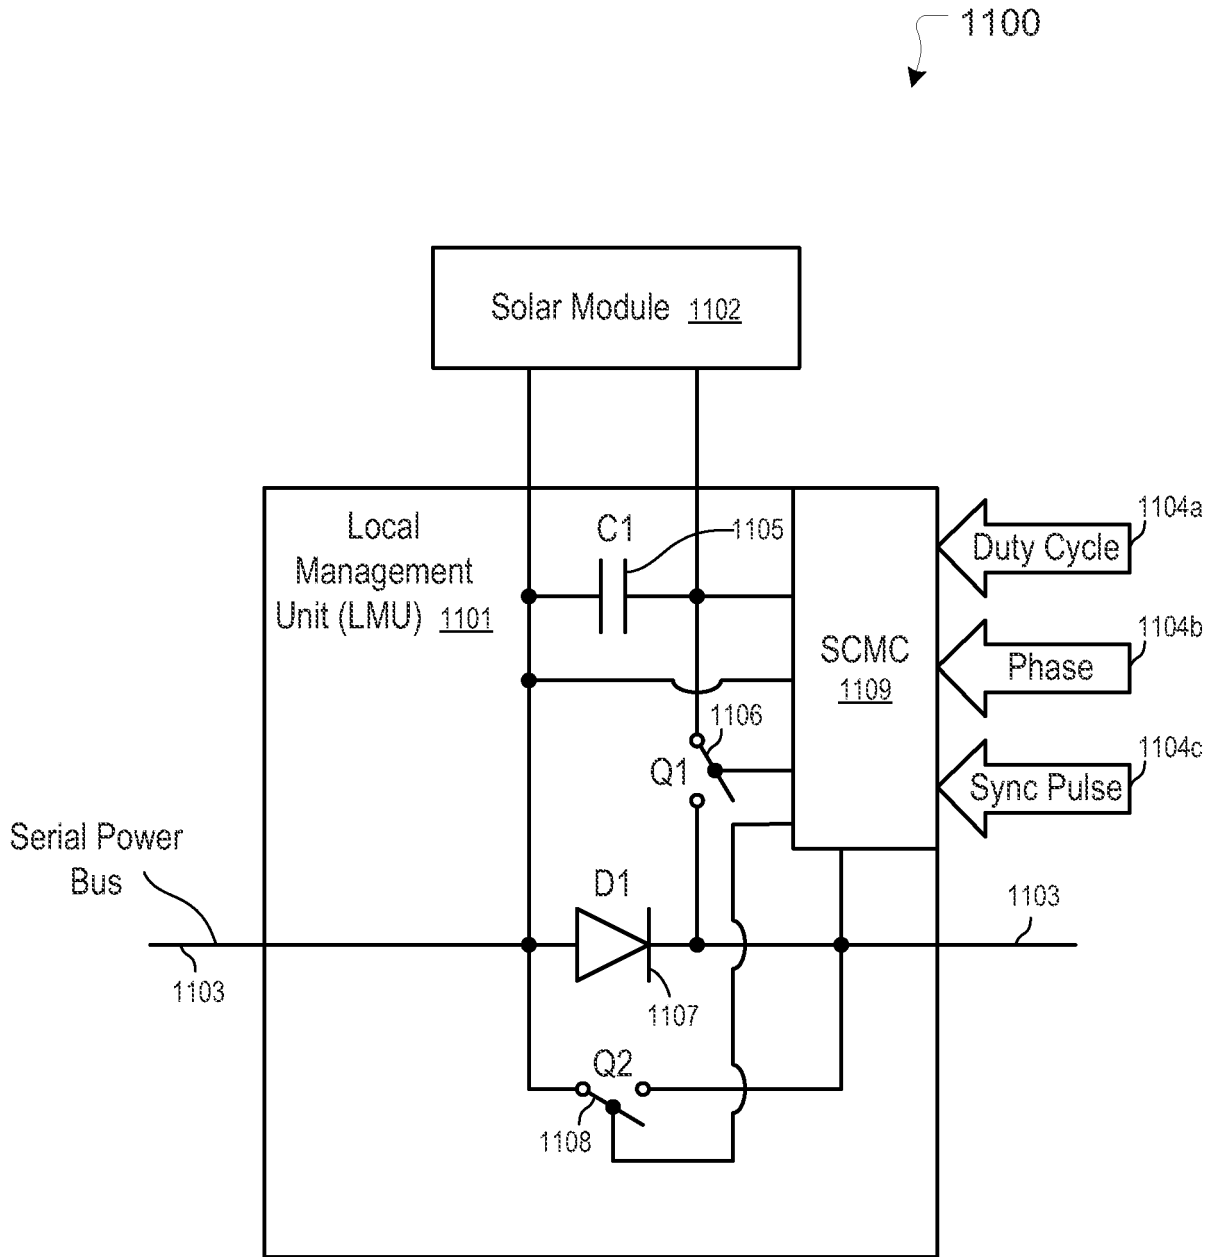 1100
Solar Module 1102
Local
Management
Unit (LMU) 1101
C1
1105
SCMC
1109
Duty Cycle
1104a
Phase
1104b
Sync Pulse
1104c
1106
Q1
Serial Power
Bus
1103
D1
1107
1103
Q2
1108